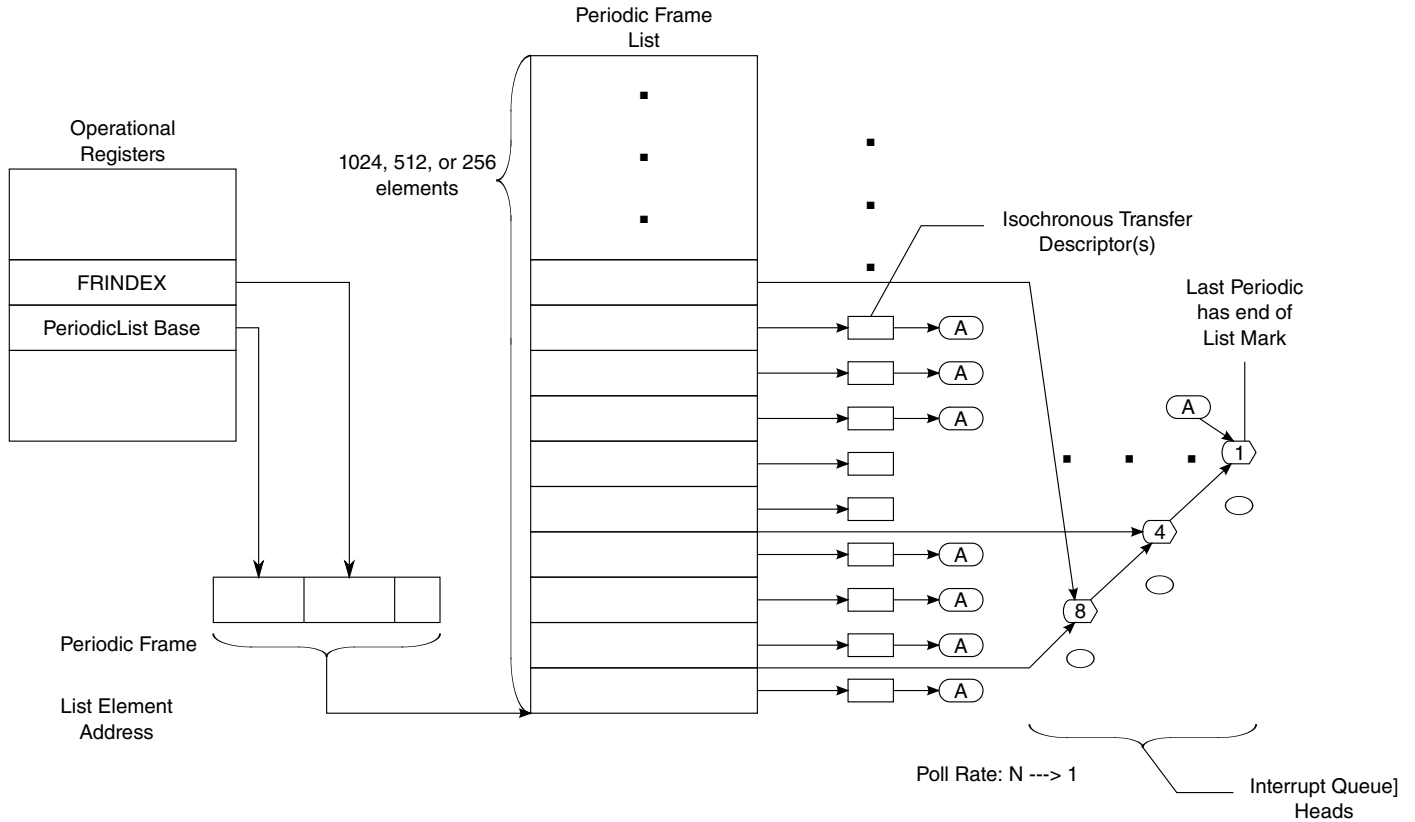 Periodic Frame
List
Operational
Registers
1024, 512, or 256
elements
Isochronous Transfer
Descriptor(s)
FRINDEX
PeriodicList Base
Last Periodic
has end of
List Mark
A
A
A
A
1
4
A
8
A
A
A
Periodic Frame
List Element
Address
Poll Rate: N ---> 1
Interrupt Queue]
Heads